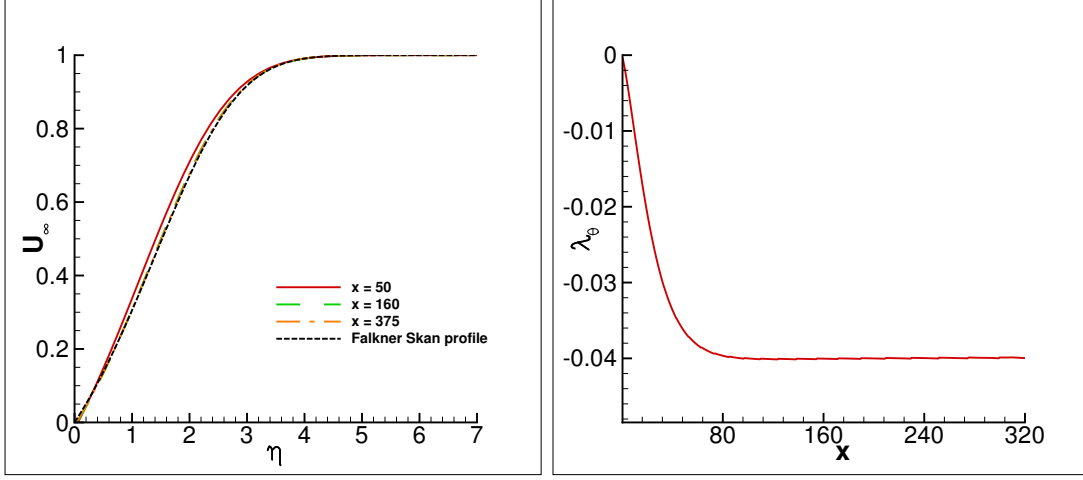 1
0.8
0.6
0.4
0.2
0
U∞
0 1 2 3 4 5 6 7
η
x = 50
x = 160
x = 375
Falkner Skan profile
0
-0.01
-0.02
-0.03
-0.04
λθ
80 160 240 320
x